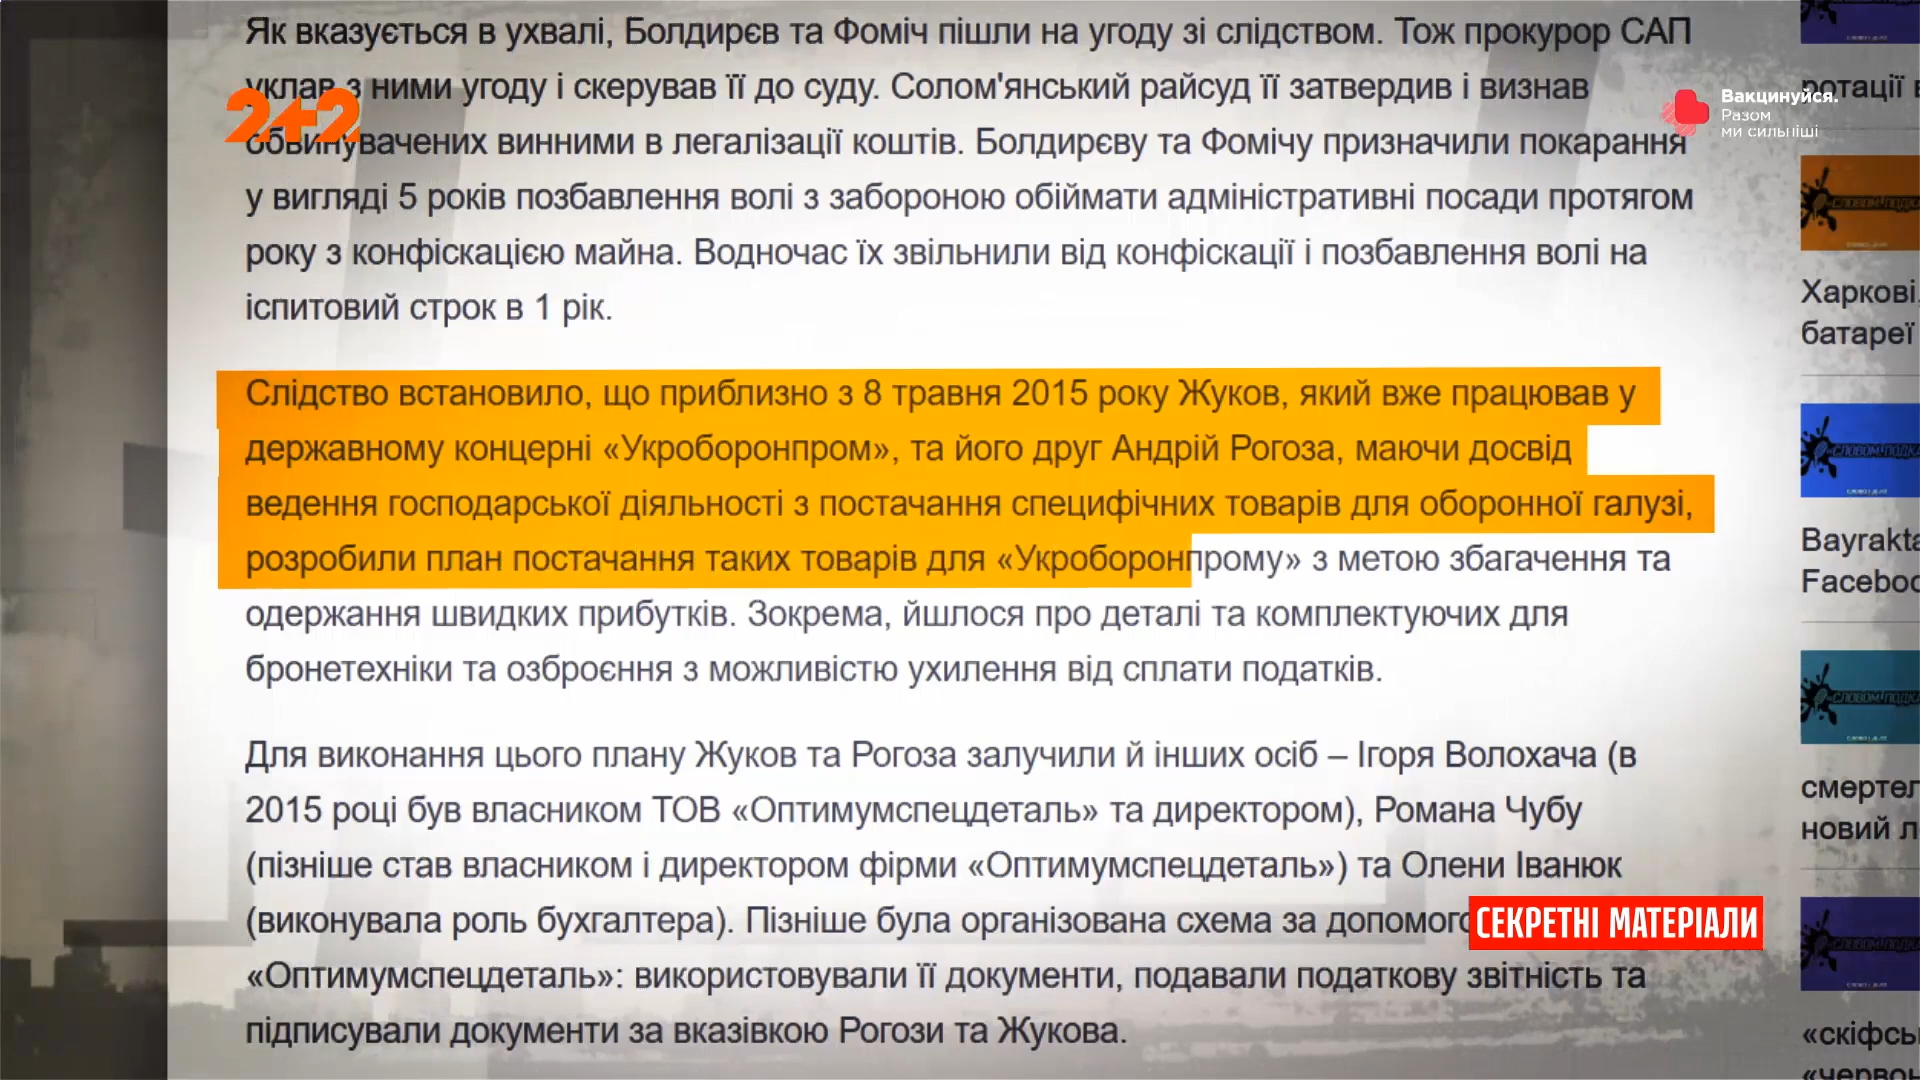 Як вказується в ухвалі, Болдирєв та Фоміч пішли на угоду зі слідством. Тож прокурор САП
уклав з ними угоду і скерував її до суду. Солом'янський райсуд її затвердив і визнав
обвинувачених винними в легалізації коштів. Болдирєву та Фомічу призначили покарання
у вигляді 5 років позбавлення волі з забороною обіймати адміністративні посади протягом
року з конфіскацією майна. Водночас їх звільнили від конфіскації і позбавлення волі на
іспитовий строк в 1 рік.
2+2
Вакцинуйся.
Разом
ми сильніші
Слідство встановило, що приблизно з 8 травня 2015 року Жуков, який вже працював у
державному концерні «Укроборонпром», та його друг Андрій Рогоза, маючи досвід
ведення господарської діяльності з постачання специфічних товарів для оборонної галузі,
розробили план постачання таких товарів для «Укроборонпрому» з метою збагачення та
одержання швидких прибутків. Зокрема, йшлося про деталі та комплектуючих для
бронетехніки та озброєння з можливістю ухилення від сплати податків.
Для виконання цього плану Жуков та Рогоза залучили й інших осіб – Ігоря Волохача (в
2015 році був власником ТОВ «Оптимумспецдеталь» та директором), Романа Чубу
(пізніше став власником і директором фірми «Оптимумспецдеталь») та Олени Іванюк
(виконувала роль бухгалтера). Пізніше була організована схема за допомого
«Оптимумспецдеталь»: використовували її документи, подавали податкову звітність та
підписували документи за вказівкою Рогози та Жукова.
СЕКРЕТНІ МАТЕРІАЛИ
ротації в
Харкові,
батареї
Bayrakta
Faceboo
смертел
новий л
«скіфсь
«червон